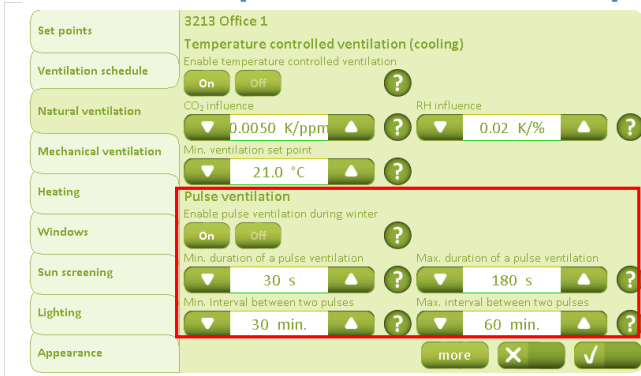 3213 Office 1
Set points
Temperature controlled ventilation (cooling)
Enable temperature controlled ventilation
Ventilation schedule
On Off ?
Natural ventilation
CO₂ influence RH influence
0.0050 K/ppm ? 0.02 K/% ?
Mechanical ventilation
Min. ventilation set point
21.0 °C ?
Heating
Pulse ventilation
Enable pulse ventilation during winter
Windows
On Off ?
Min. duration of a pulse ventilation Max. duration of a pulse ventilation
Sun screening
30 s ? 180 s ?
Min. Interval between two pulses Max. interval between two pulses
Lighting
30 min. ? 60 min. ?
Appearance
more